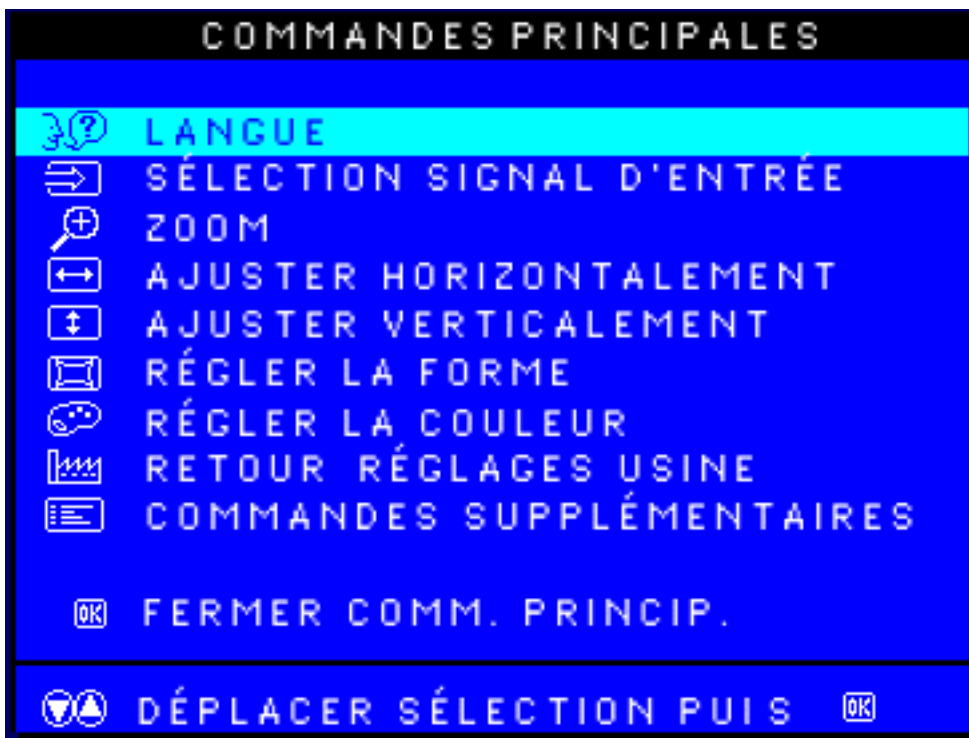 COMMANDES PRINCIPALES
LANGUE
SÉLECTION SIGNAL D'ENTRÉE
ZOOM
AJUSTER HORIZONTALEMENT
AJUSTER VERTICALEMENT
RÉGLER LA FORME
RÉGLER LA COULEUR
RETOUR RÉGLAGES USINE
COMMANDES SUPPLÉMENTAIRES
OK FERMER COMM. PRINCIP.
DÉPLACER SÉLECTION PUIS OK